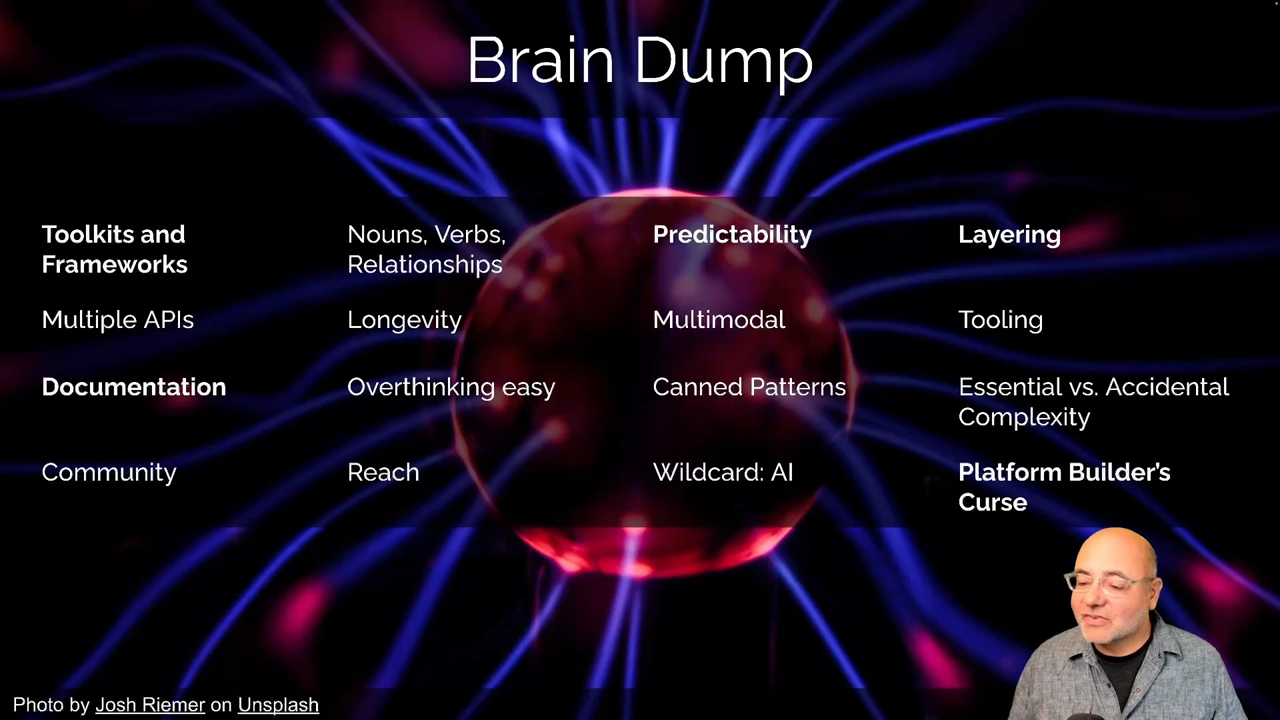 Brain Dump
Toolkits and
Frameworks
Nouns, Verbs,
Relationships
Predictability
Layering
Multiple APIs
Longevity
Multimodal
Tooling
Documentation
Overthinking easy
Canned Patterns
Essential vs. Accidental
Complexity
Community
Reach
Wildcard: AI
Platform Builder’s
Curse
Photo by Josh Riemer on Unsplash